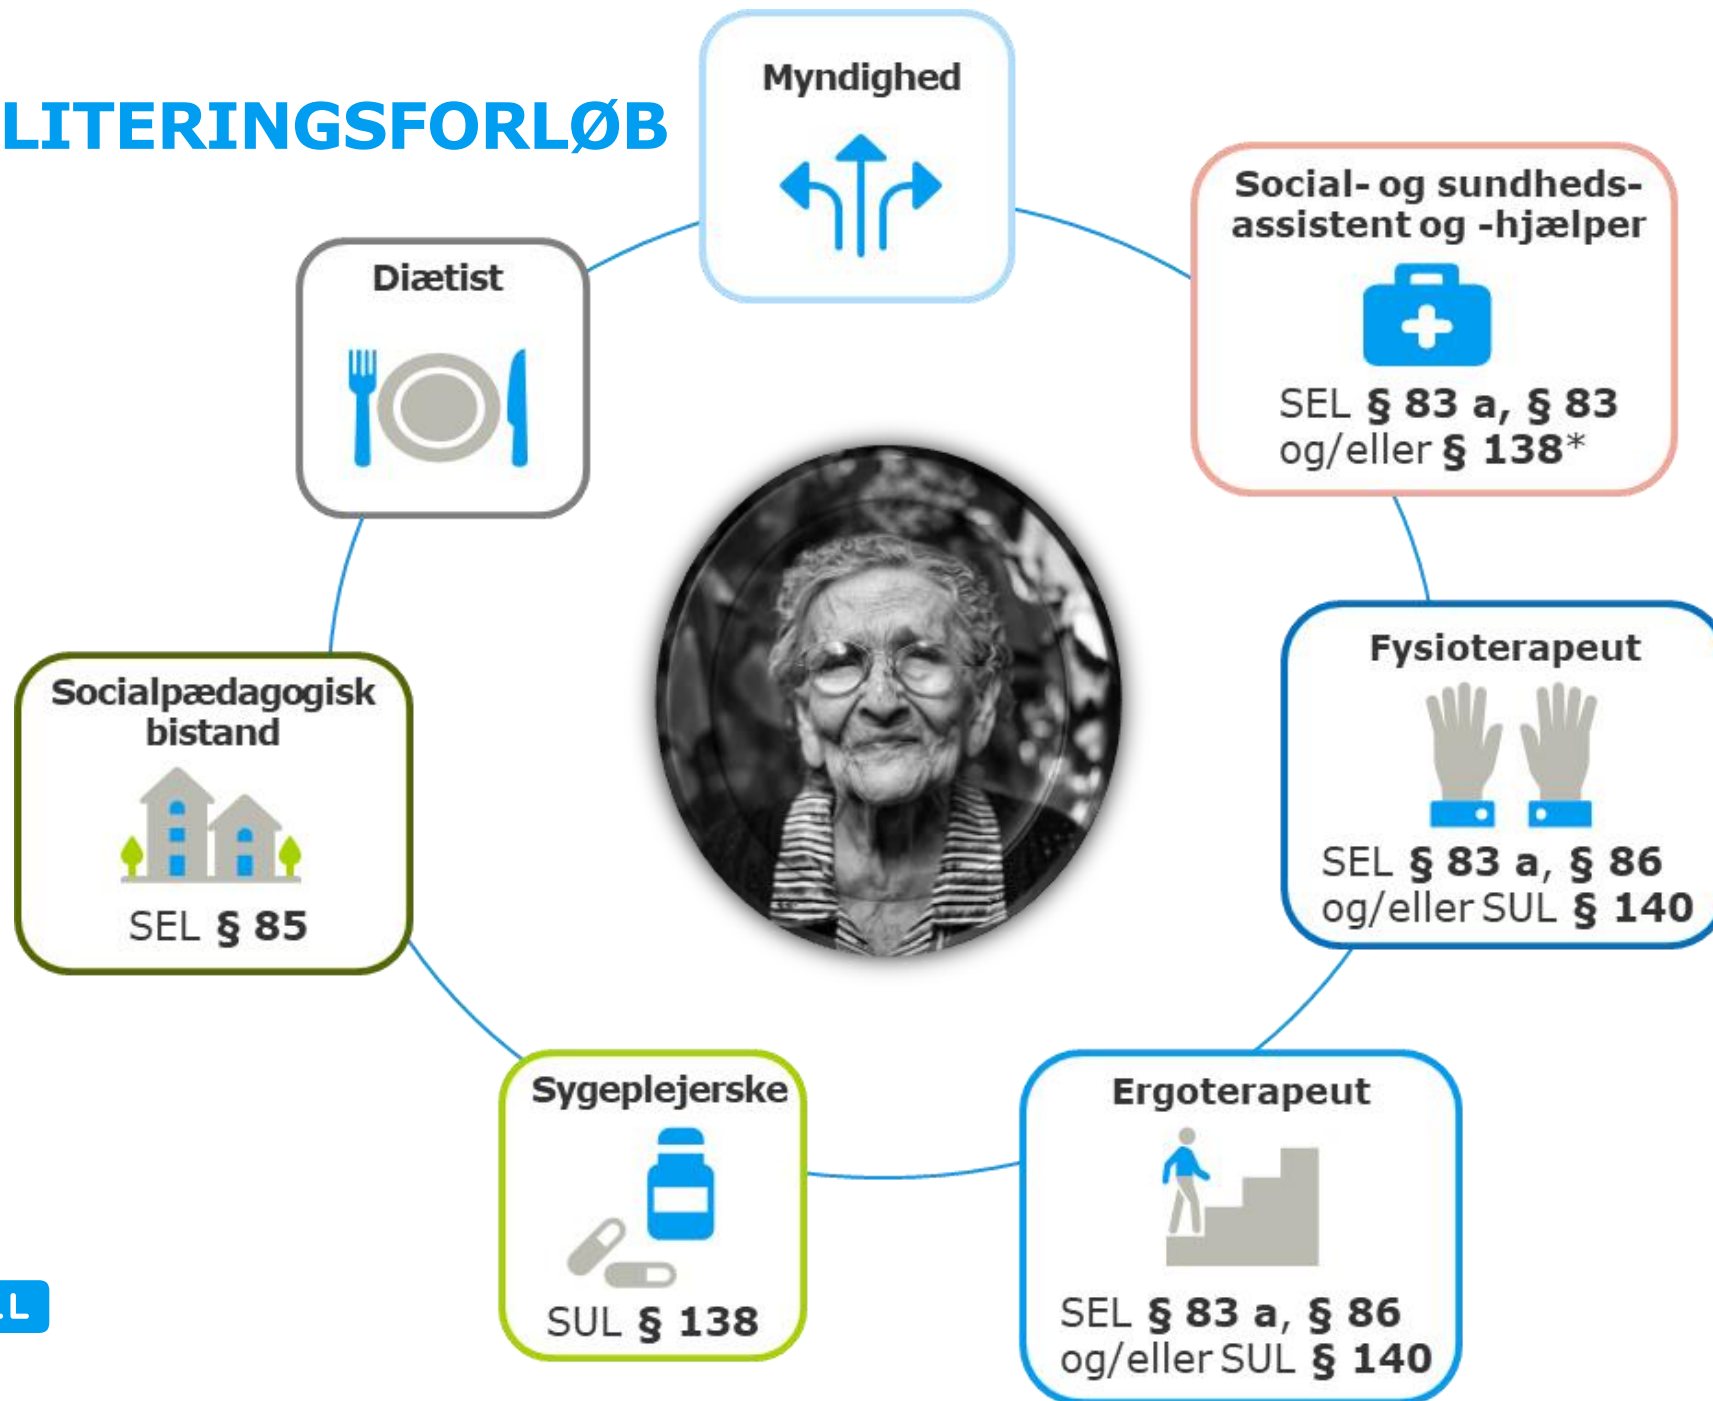 LITERINGSFORLØB
Myndighed
Social- og sundheds-
assistent og -hjælper
SEL § 83 a, § 83
og/eller § 138*
Fysioterapeut
SEL § 83 a, § 86
og/eller SUL § 140
Ergoterapeut
SEL § 83 a, § 86
og/eller SUL § 140
Sygeplejerske
SUL § 138
Socialpædagogisk
bistand
SEL § 85
Diætist